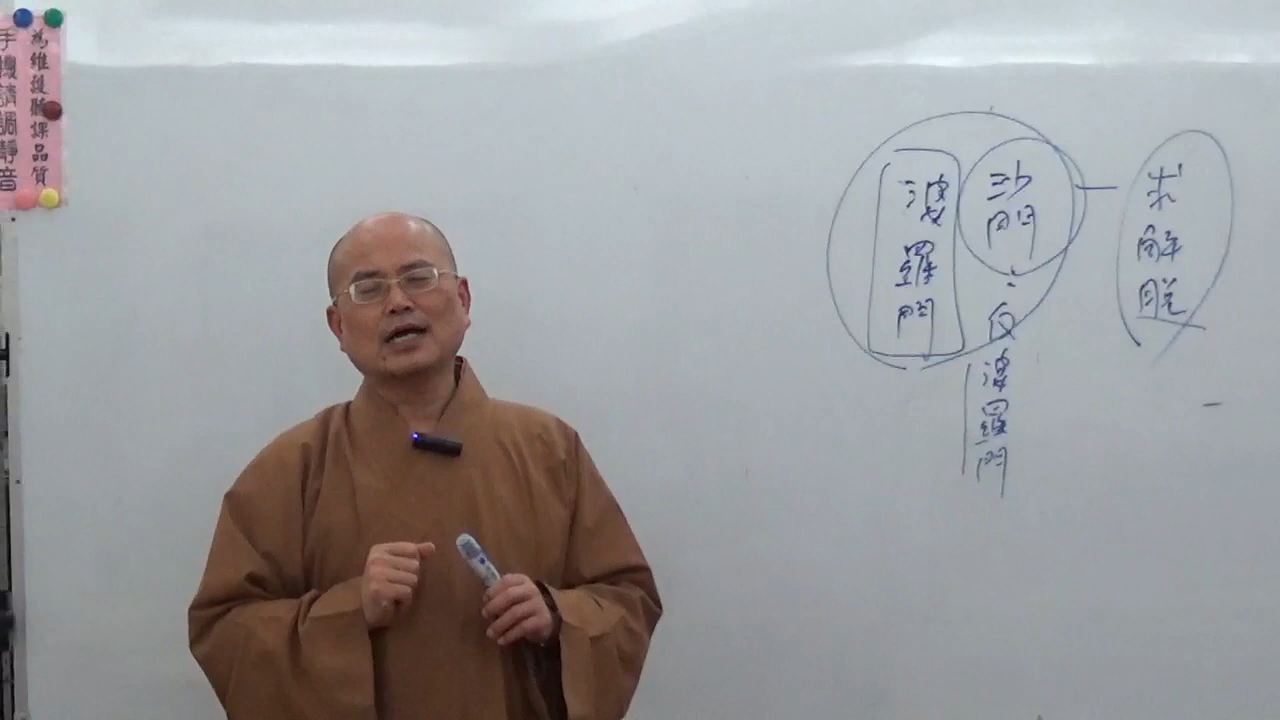 為維護聽課品質
手機請調靜音
求解脫
沙門：反婆羅門
婆羅門